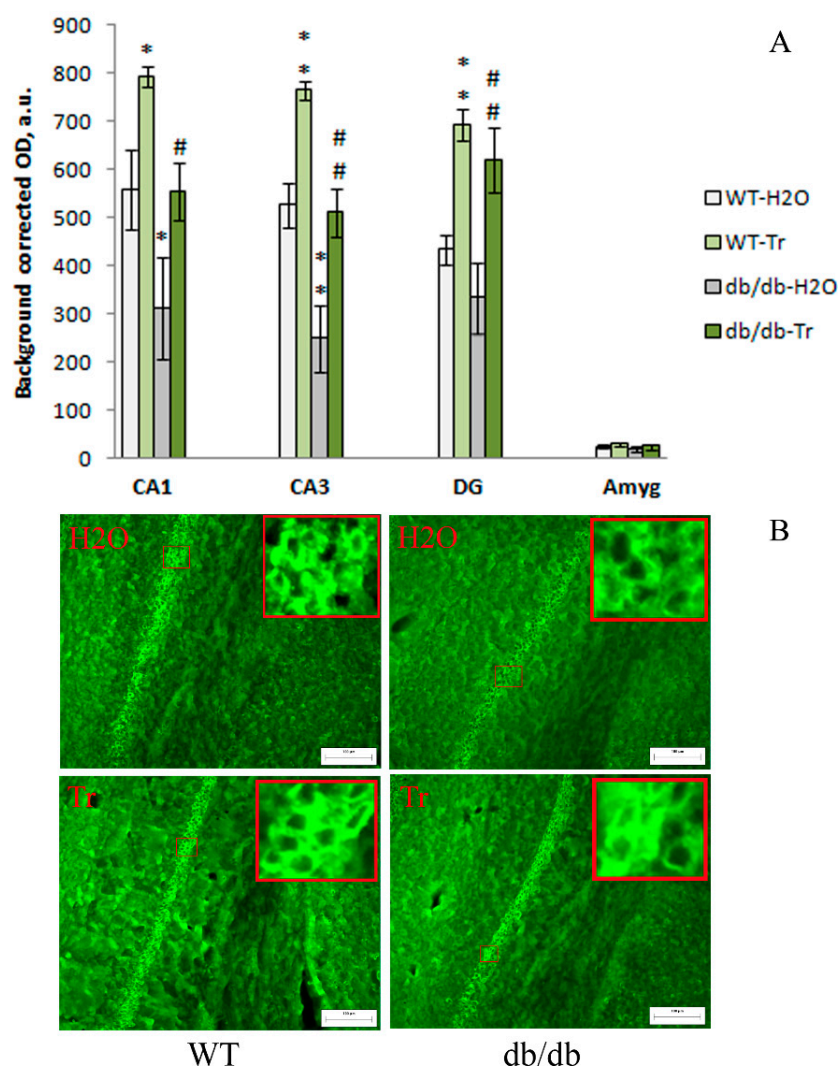 A
Background corrected OD, a.u.
900
800
700
600
500
400
300
200
100
0
*
*
*
*
*
*
*
*
#
#
#
#
#
CA1 CA3 DG Amyg
WT-H2O
WT-Tr
db/db-H2O
db/db-Tr
B
H2O H2O
Tr Tr
WT db/db